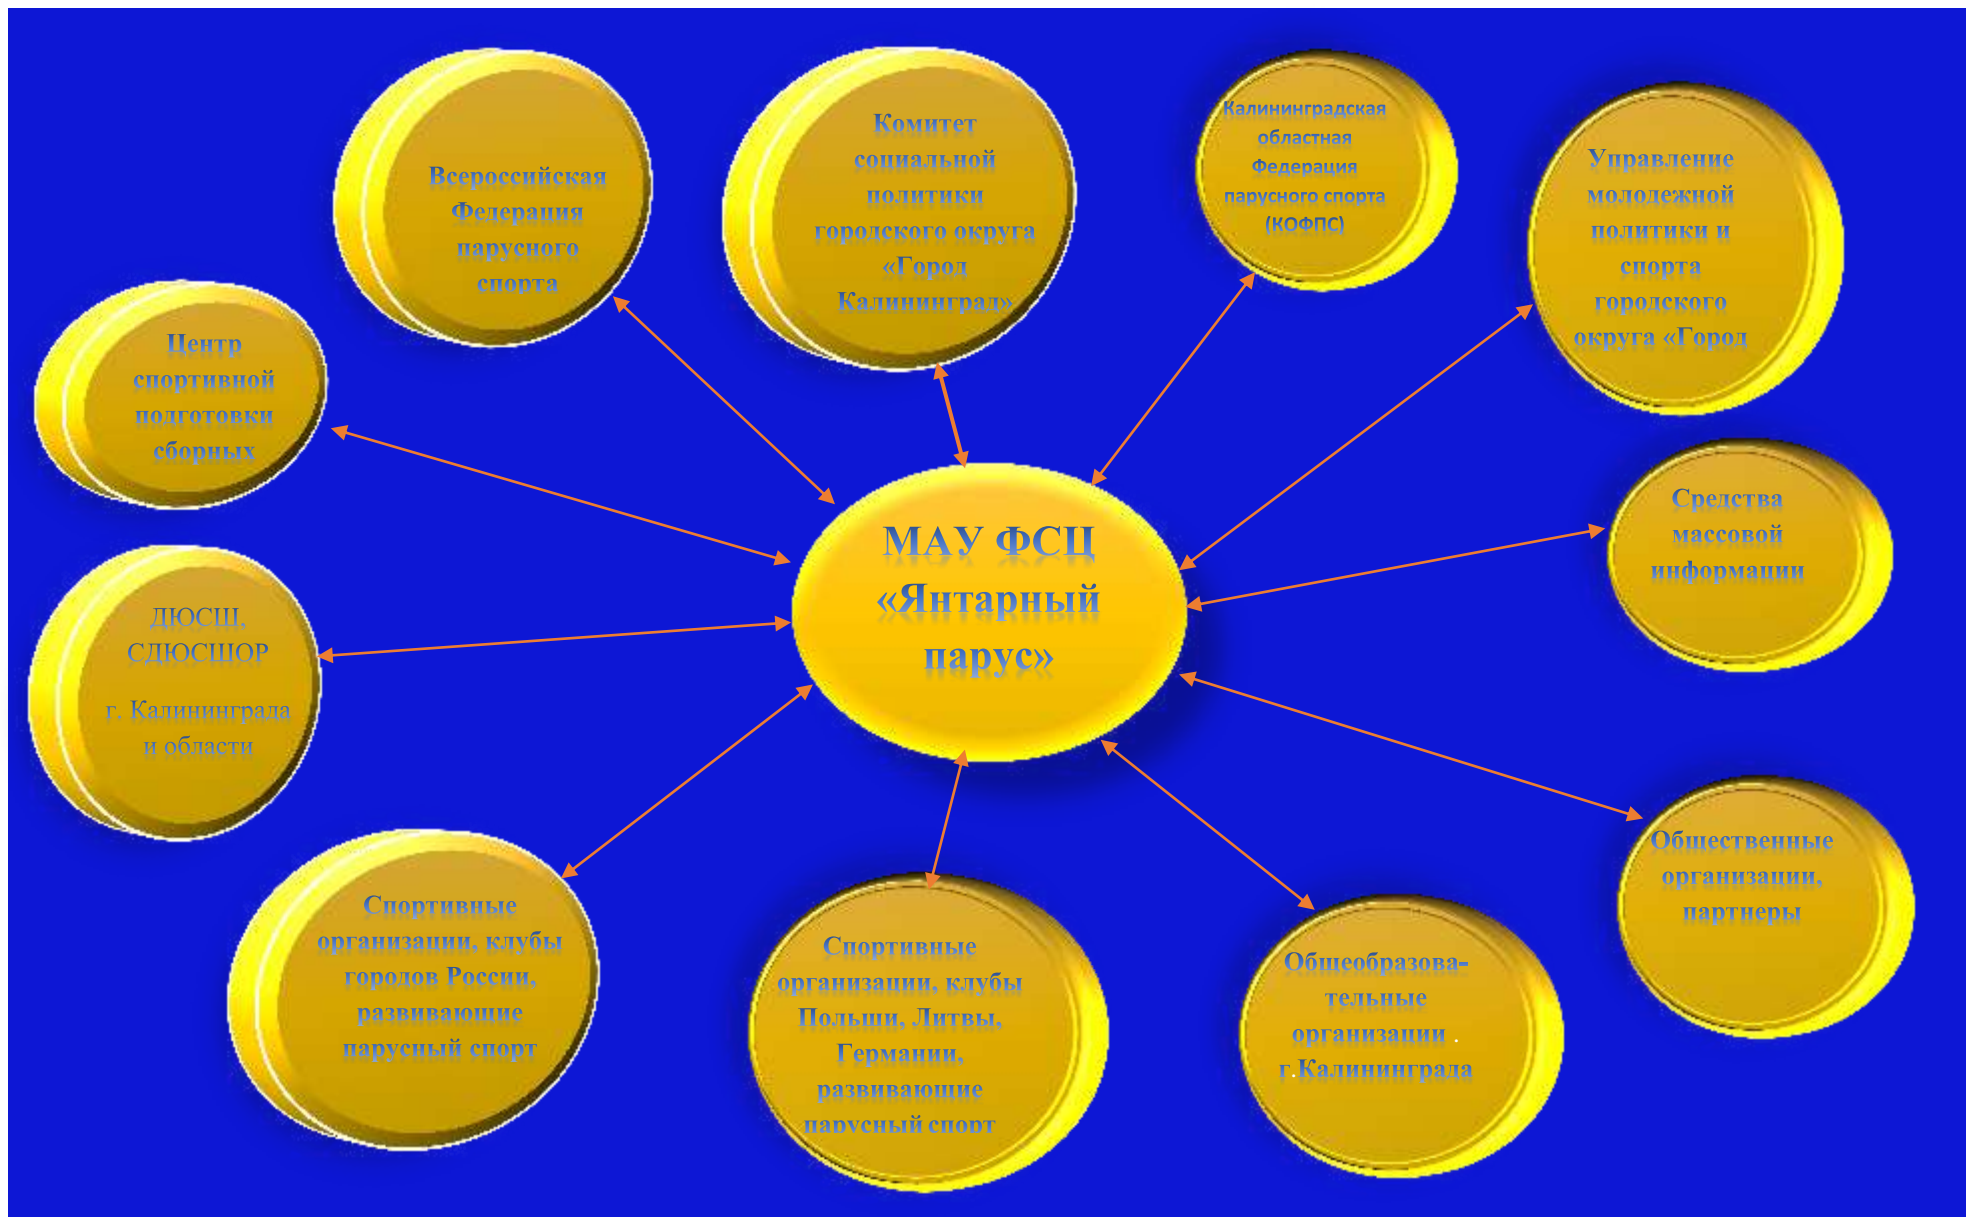 Всероссийская
Федерация
парусного
спорта
Комитет
социальной
политики
городского округа
«Город
Калининград»
Калининградская
областная
Федерация
парусного спорта
(КОФПС)
Управление
молодежной
политики и
спорта
городского
округа «Город
Центр
спортивной
подготовки
сборных
МАУ ФСЦ
«Янтарный
парус»
Средства
массовой
информации
ДЮСШ,
СДЮСШОР
г. Калининграда
и области
Общественные
организации,
партнеры
Спортивные
организации, клубы
городов России,
развивающие
парусный спорт
Спортивные
организации, клубы
Польши, Литвы,
Германии,
развивающие
парусный спорт
Общеобразова-
тельные
организации .
г.Калининграда